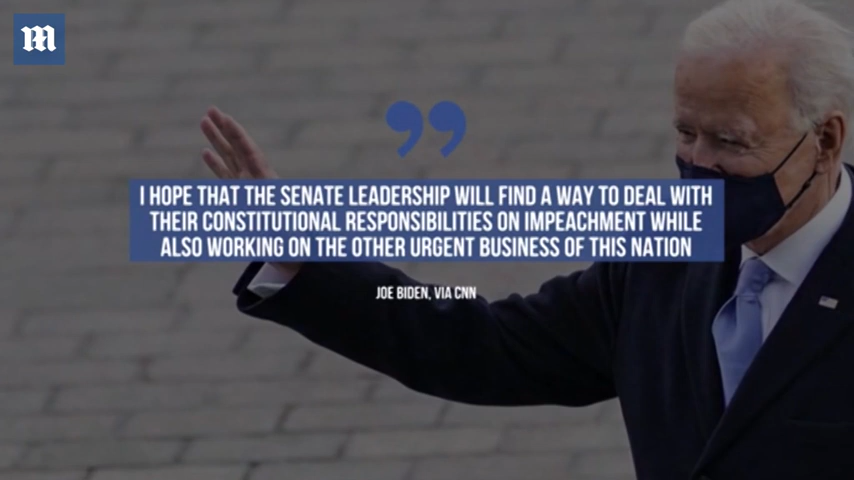 m
”
I HOPE THAT THE SENATE LEADERSHIP WILL FIND A WAY TO DEAL WITH
THEIR CONSTITUTIONAL RESPONSIBILITIES ON IMPEACHMENT WHILE
ALSO WORKING ON THE OTHER URGENT BUSINESS OF THIS NATION
JOE BIDEN, VIA CNN